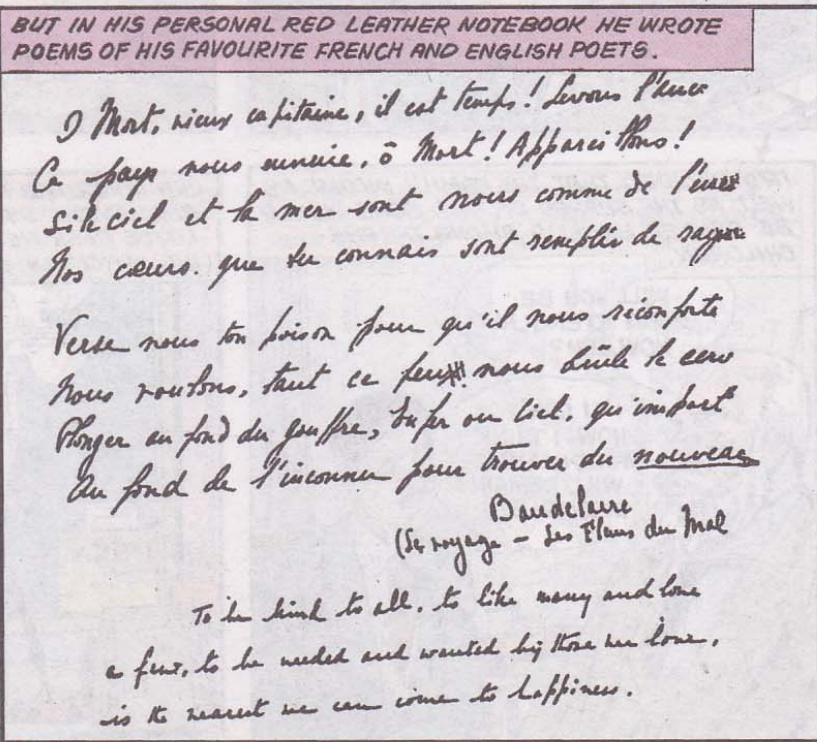 BUT IN HIS PERSONAL RED LEATHER NOTEBOOK HE WROTE
POEMS OF HIS FAVOURITE FRENCH AND ENGLISH POETS.
O Mort, vieux capitaine, il est temps! Levons l'ancr
Ce pays nous ennuie, ô Mort! Appareillons!
Si le ciel et la mer sont noirs comme de l'encr
Nos cœurs que tu connais sont remplis de rayon
Verse nous ton poison pour qu'il nous réconforte
Nous voulons, tant ce feu nous brûle le cerv
Plonger au fond du gouffre, Enfer ou Ciel, qu'import
Au fond de l'inconnu pour trouver du nouveau
Baudelaire
(Le voyage - Les Fleurs du Mal
To be kind to all, to like many and love
a few, to be needed and wanted by those we love,
is the nearest we can come to happiness.